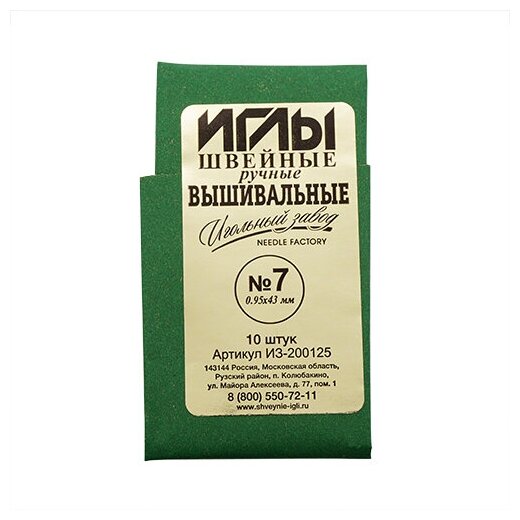 ИГЛЫ
ШВЕЙНЫЕ
ручные
ВЫШИВАЛЬНЫЕ
Игольный завод
NEEDLE FACTORY
№7
0.95х43 мм
10 штук
Артикул ИЗ-200125
143144 Россия, Московская область,
Рузский район, п. Колюбакино,
ул. Майора Алексеева, д. 77, пом. 1
8 (800) 550-72-11
www.shveynie-igli.ru